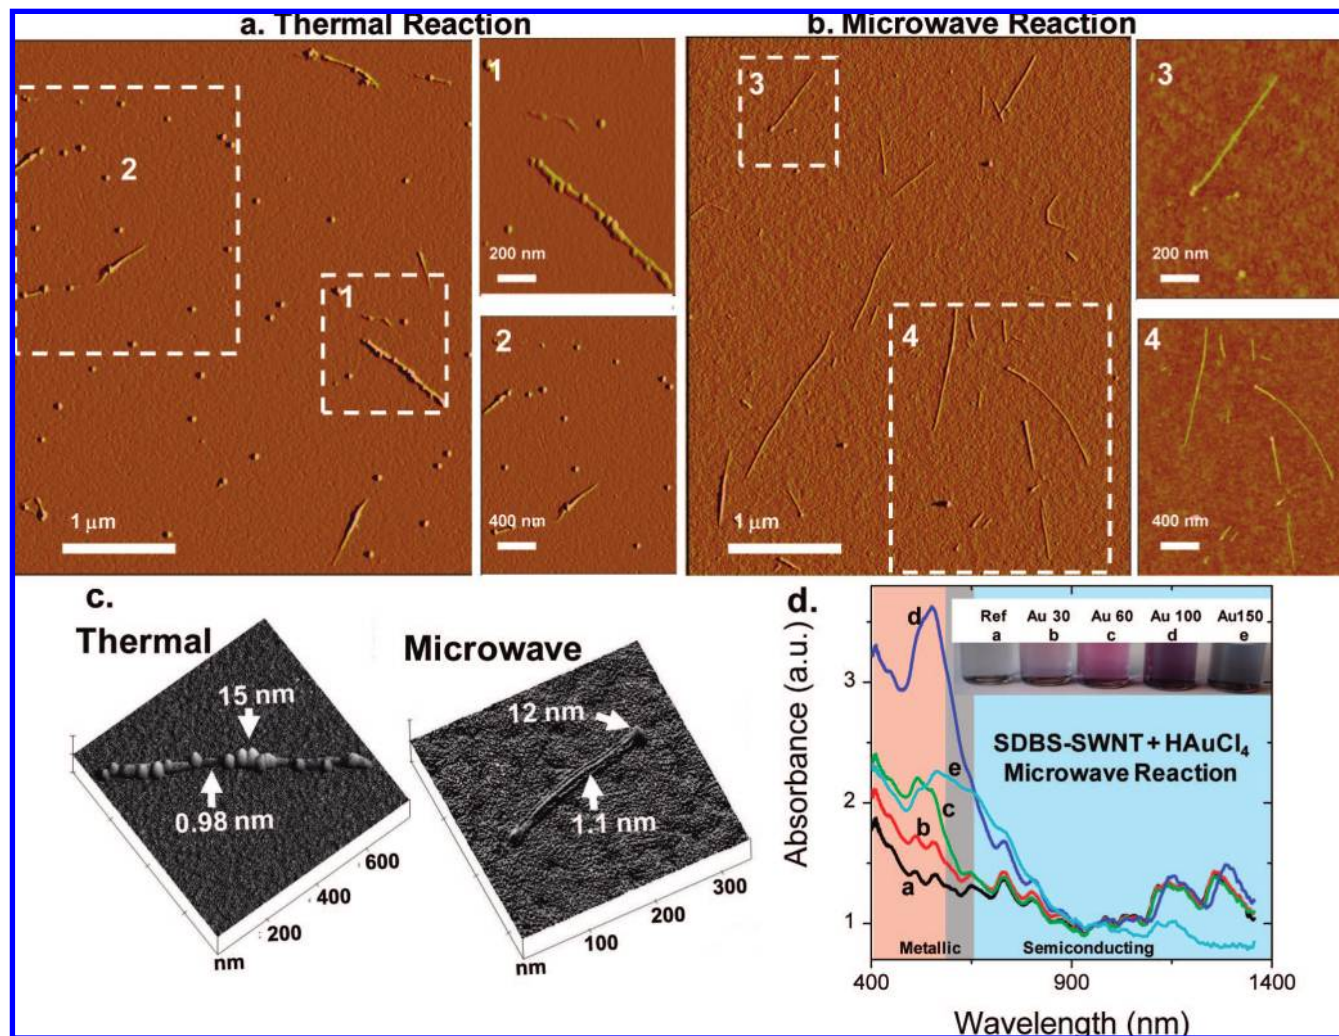 a. Thermal Reaction
b. Microwave Reaction
2
1
1 μm
1
200 nm
2
400 nm
3
4
1 μm
3
200 nm
4
400 nm
c.
Thermal
15 nm
0.98 nm
200
400
600
nm
Microwave
12 nm
1.1 nm
100
200
300
nm
d.
Ref Au 30 Au 60 Au 100 Au150
a b c d e
SDBS-SWNT + HAuCl4
Microwave Reaction
d
e
c
b
a
Metallic
Semiconducting
3
2
1
Absorbance (a.u.)
400 900 1400
Wavelength (nm)